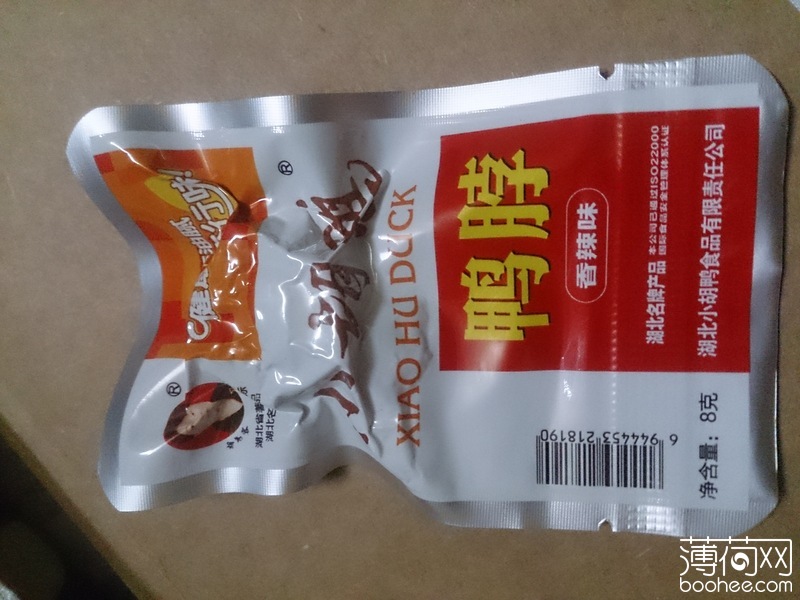 ®
®
湖北省著
湖北名
小胡鸭
XIAO HU DUCK
鸭脖
香辣味
湖北名牌产品
本公司已通过ISO22000
国际食品安全管理体系认证
湖北小胡鸭食品有限责任公司
6 944453 218190
净含量：8克
薄荷网
boohee.com